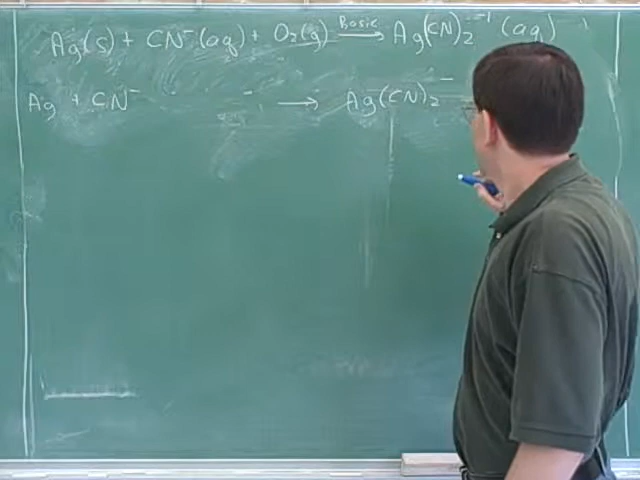 Ag(s) + CN⁻(aq) + O₂(g) —Basic→ Ag(CN)₂⁻¹ (aq)
Ag + CN⁻ → Ag(CN)₂⁻